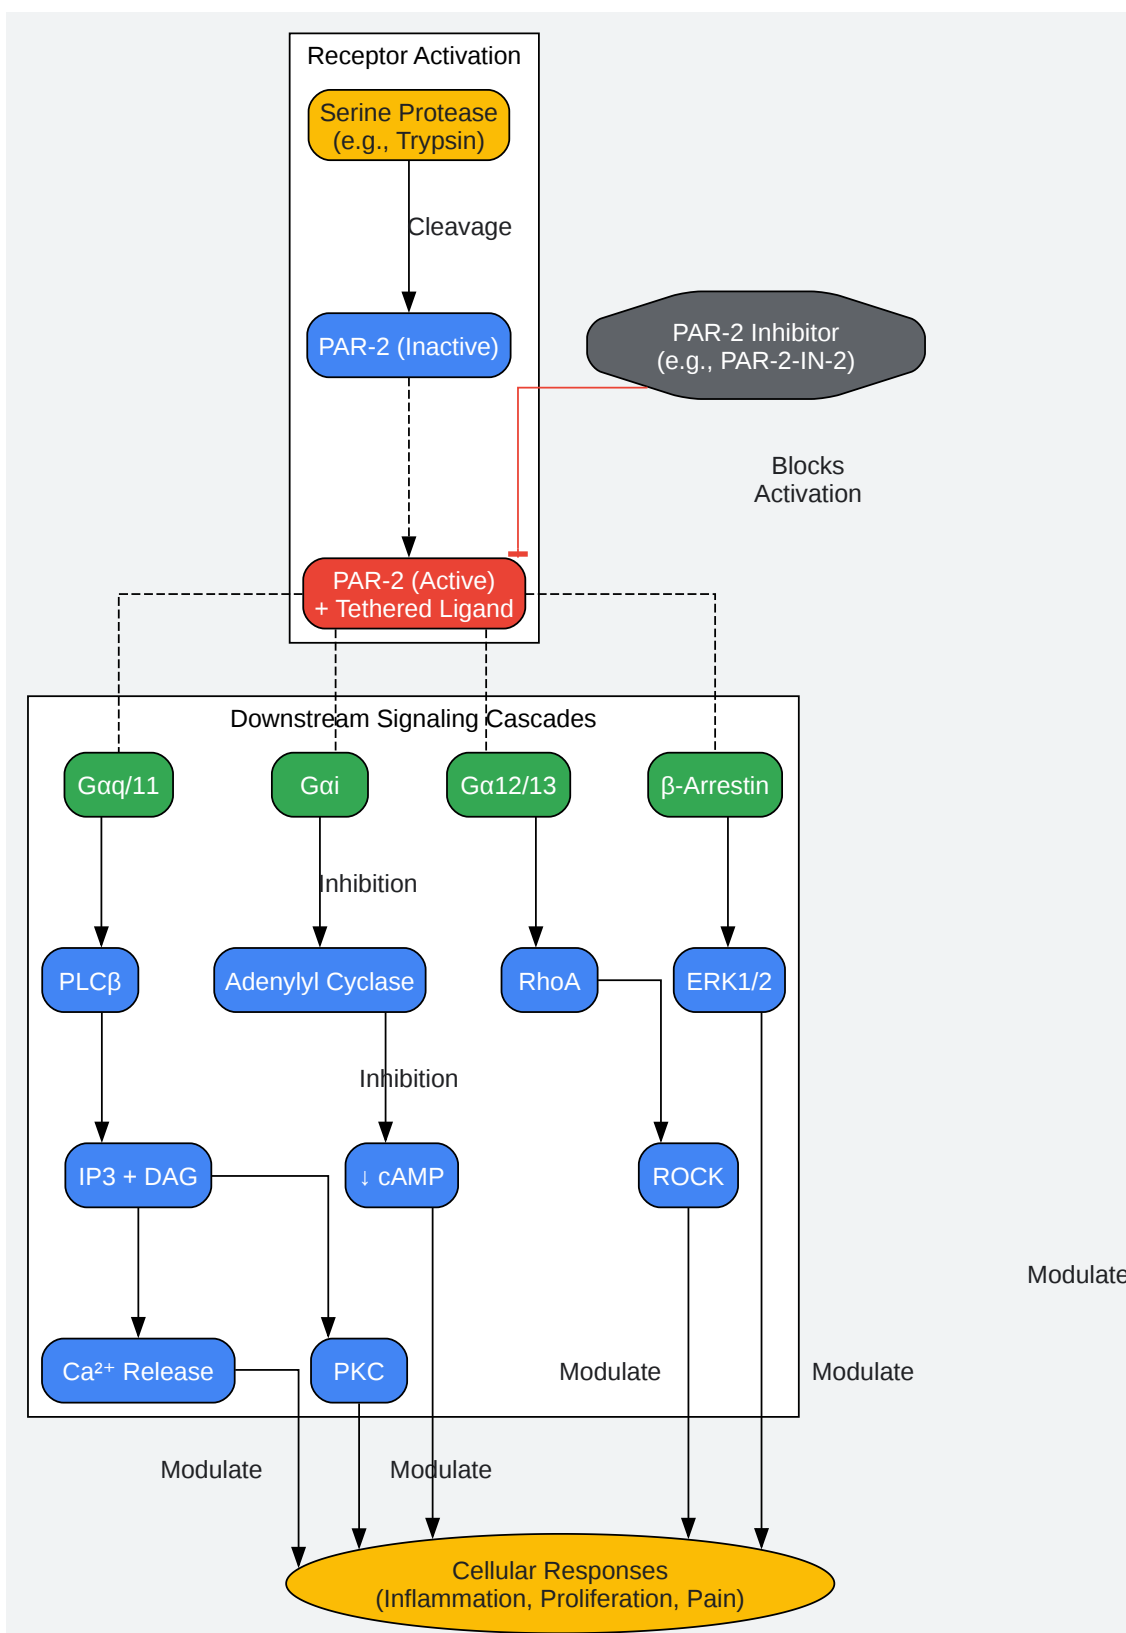 Receptor Activation
Serine Protease
(e.g., Trypsin)
Cleavage
PAR-2 (Inactive)
PAR-2 Inhibitor
(e.g., PAR-2-IN-2)
Blocks
Activation
PAR-2 (Active)
+ Tethered Ligand
Downstream Signaling Cascades
Gαq/11
Gαi
Gα12/13
β-Arrestin
Inhibition
PLCβ
Adenylyl Cyclase
RhoA
ERK1/2
Inhibition
IP3 + DAG
↓ cAMP
ROCK
Modulate
Ca²⁺ Release
PKC
Modulate
Modulate
Modulate
Modulate
Cellular Responses
(Inflammation, Proliferation, Pain)